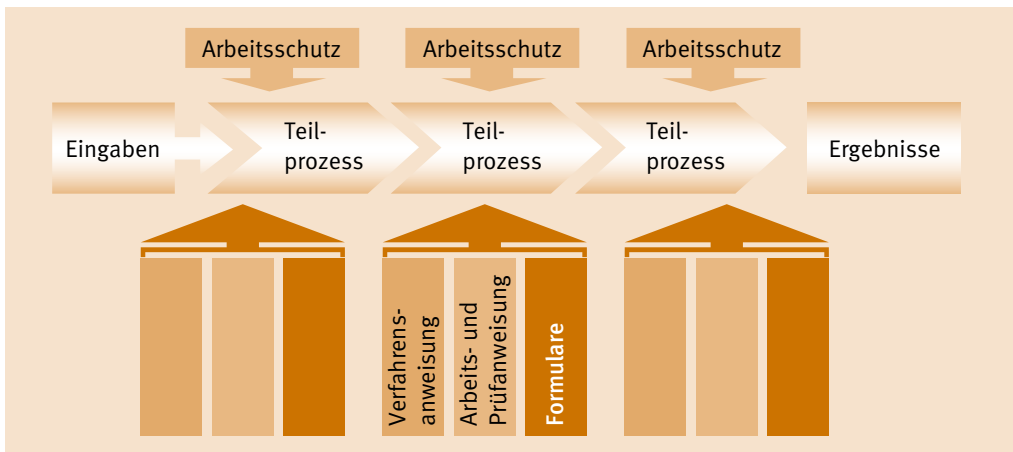 Arbeitsschutz
Arbeitsschutz
Arbeitsschutz
Eingaben
Teil-
prozess
Teil-
prozess
Teil-
prozess
Ergebnisse
Verfahrens-
anweisung
Arbeits- und
Prüfanweisung
Formulare